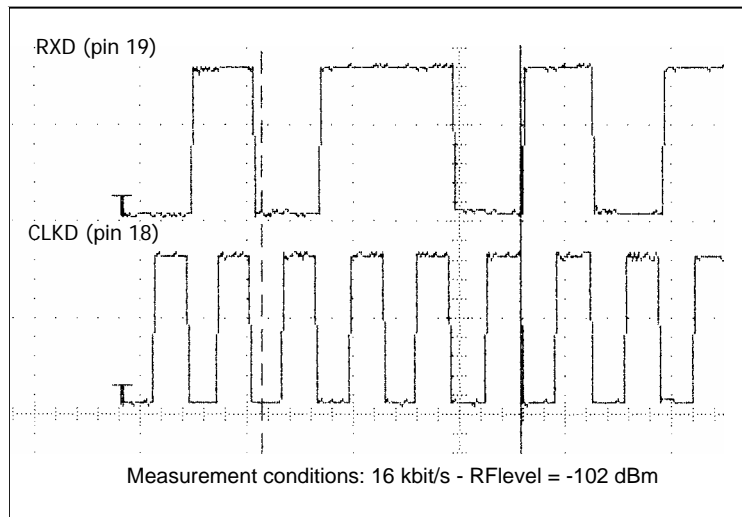 RXD (pin 19)
CLKD (pin 18)
Measurement conditions: 16 kbit/s - RFlevel = -102 dBm